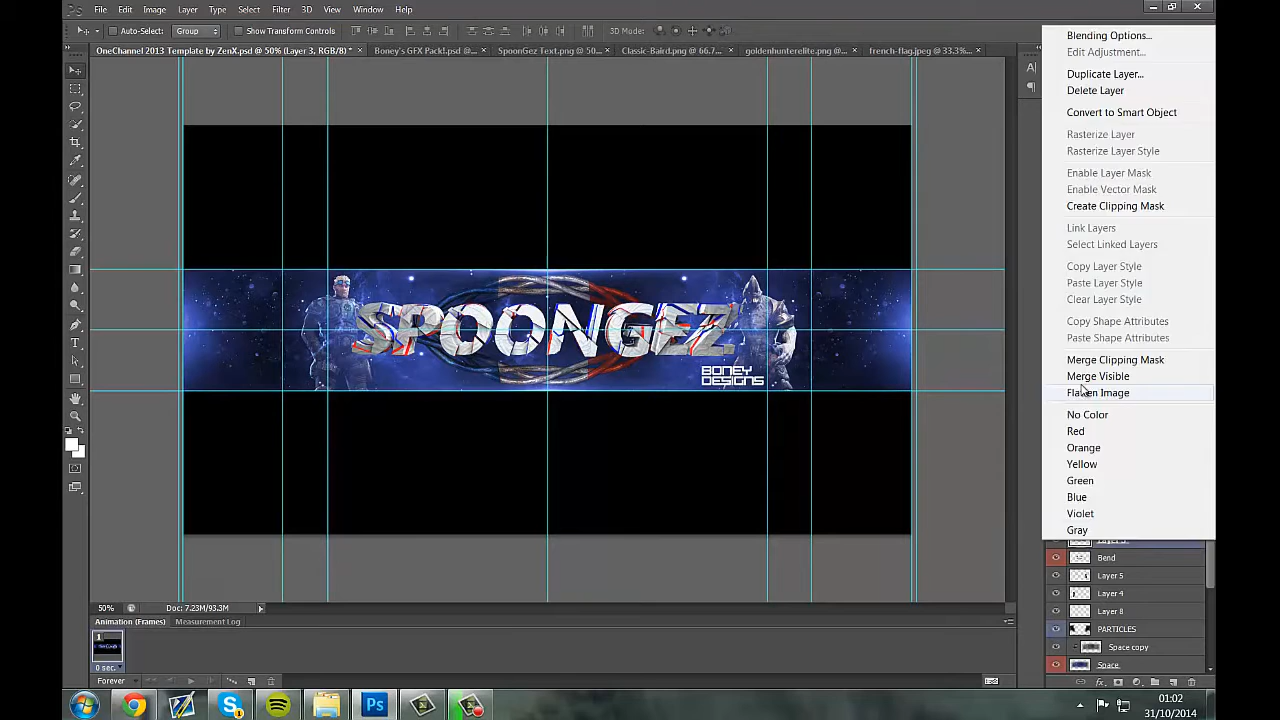 Ps File Edit Image Layer Type Select Filter 3D View Window Help
Auto-Select: Group Show Transform Controls 3D Mode:
OneChannel 2013 Template by ZenX.psd @ 50% (Layer 3, RGB/8) * × Boney's GFX Pack!.psd @... × SpoonGez Text.png @ 50... × Classic-Baird.png @ 66.7... × goldenhunterelite.png @... × french-flag.jpeg @ 33.3%... ×
Blending Options...
Edit Adjustment...
Duplicate Layer...
Delete Layer
Convert to Smart Object
Rasterize Layer
Rasterize Layer Style
Enable Layer Mask
Enable Vector Mask
Create Clipping Mask
Link Layers
Select Linked Layers
Copy Layer Style
Paste Layer Style
Clear Layer Style
Copy Shape Attributes
Paste Shape Attributes
Merge Clipping Mask
Merge Visible
Flatten Image
No Color
Red
Orange
Yellow
Green
Blue
Violet
Gray
SPOONGEZ
BONEY
DESIGNS
Bend
Layer 5
Layer 4
Layer 8
PARTICLES
Space copy
Space
50% Doc: 7.23M/93.3M
Animation (Frames) Measurement Log
1
0 sec.
Forever
fx
01:02
31/10/2014